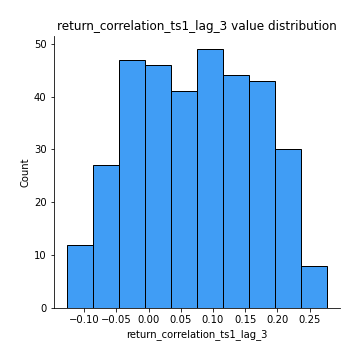 return_correlation_ts1_lag_3 value distribution
50
40
30
20
10
0
Count
−0.10 −0.05 0.00 0.05 0.10 0.15 0.20 0.25
return_correlation_ts1_lag_3